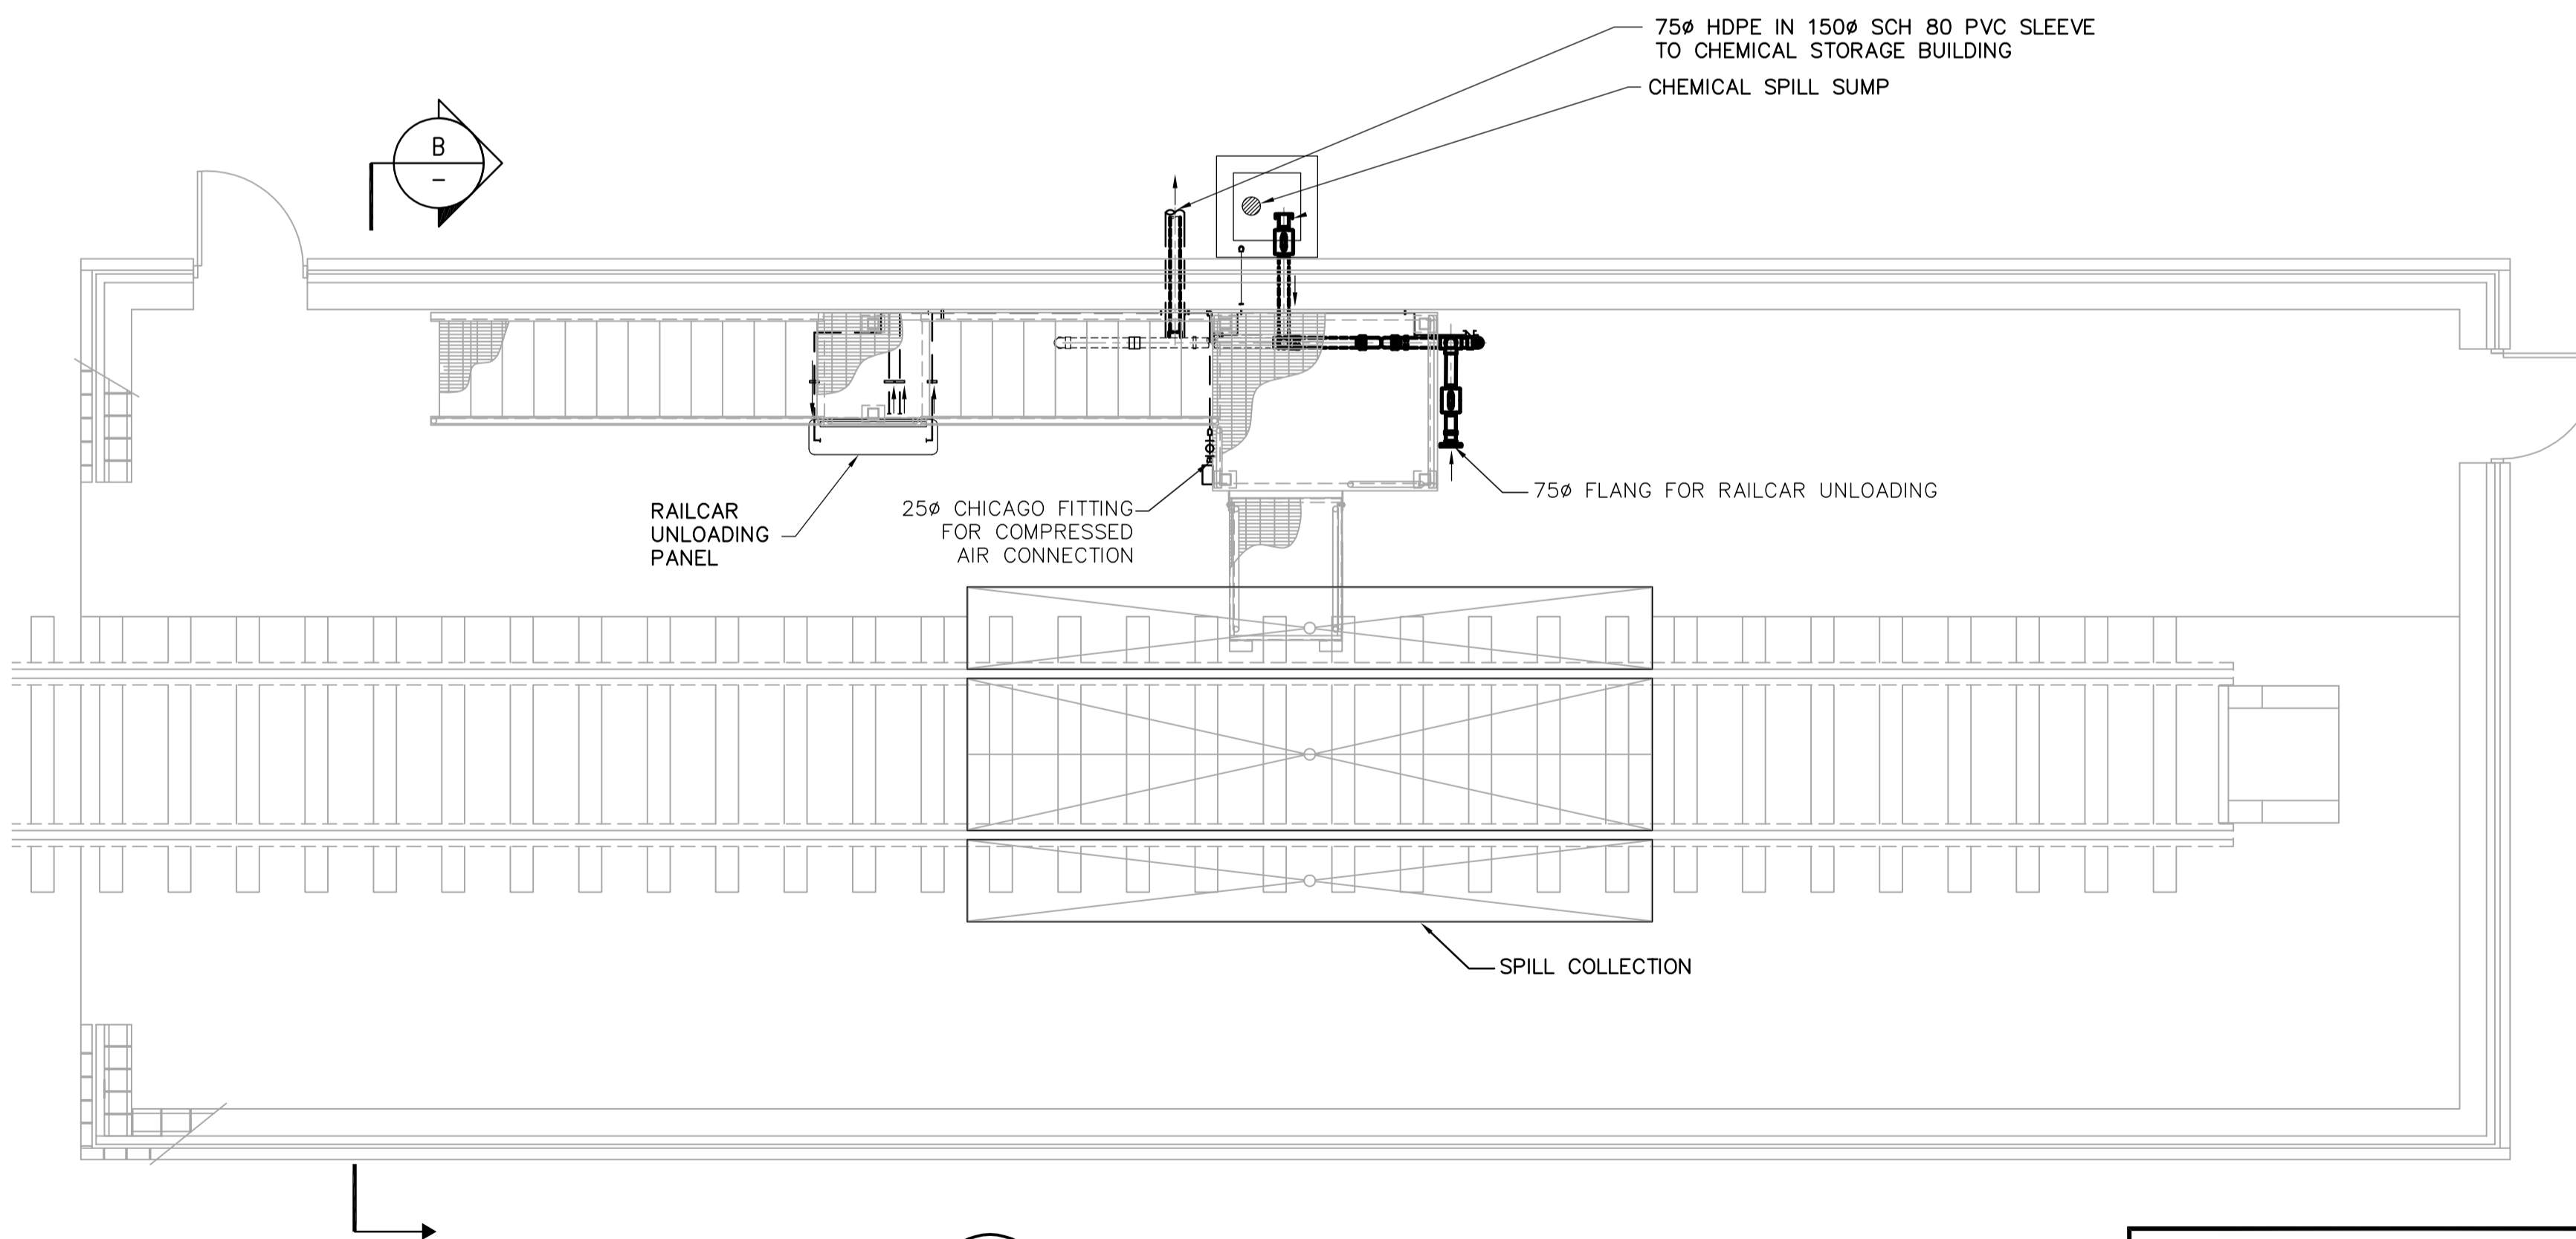 75ø HDPE IN 150ø SCH 80 PVC SLEEVE
TO CHEMICAL STORAGE BUILDING
CHEMICAL SPILL SUMP
B
–
RAILCAR
UNLOADING
PANEL
25ø CHICAGO FITTING
FOR COMPRESSED
AIR CONNECTION
75ø FLANG FOR RAILCAR UNLOADING
SPILL COLLECTION